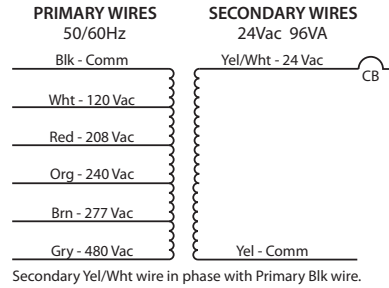 PRIMARY WIRES
50/60Hz
SECONDARY WIRES
24Vac 96VA
Blk - Comm
Wht - 120 Vac
Red - 208 Vac
Org - 240 Vac
Brn - 277 Vac
Gry - 480 Vac
Yel/Wht - 24 Vac
CB
Yel - Comm
Secondary Yel/Wht wire in phase with Primary Blk wire.